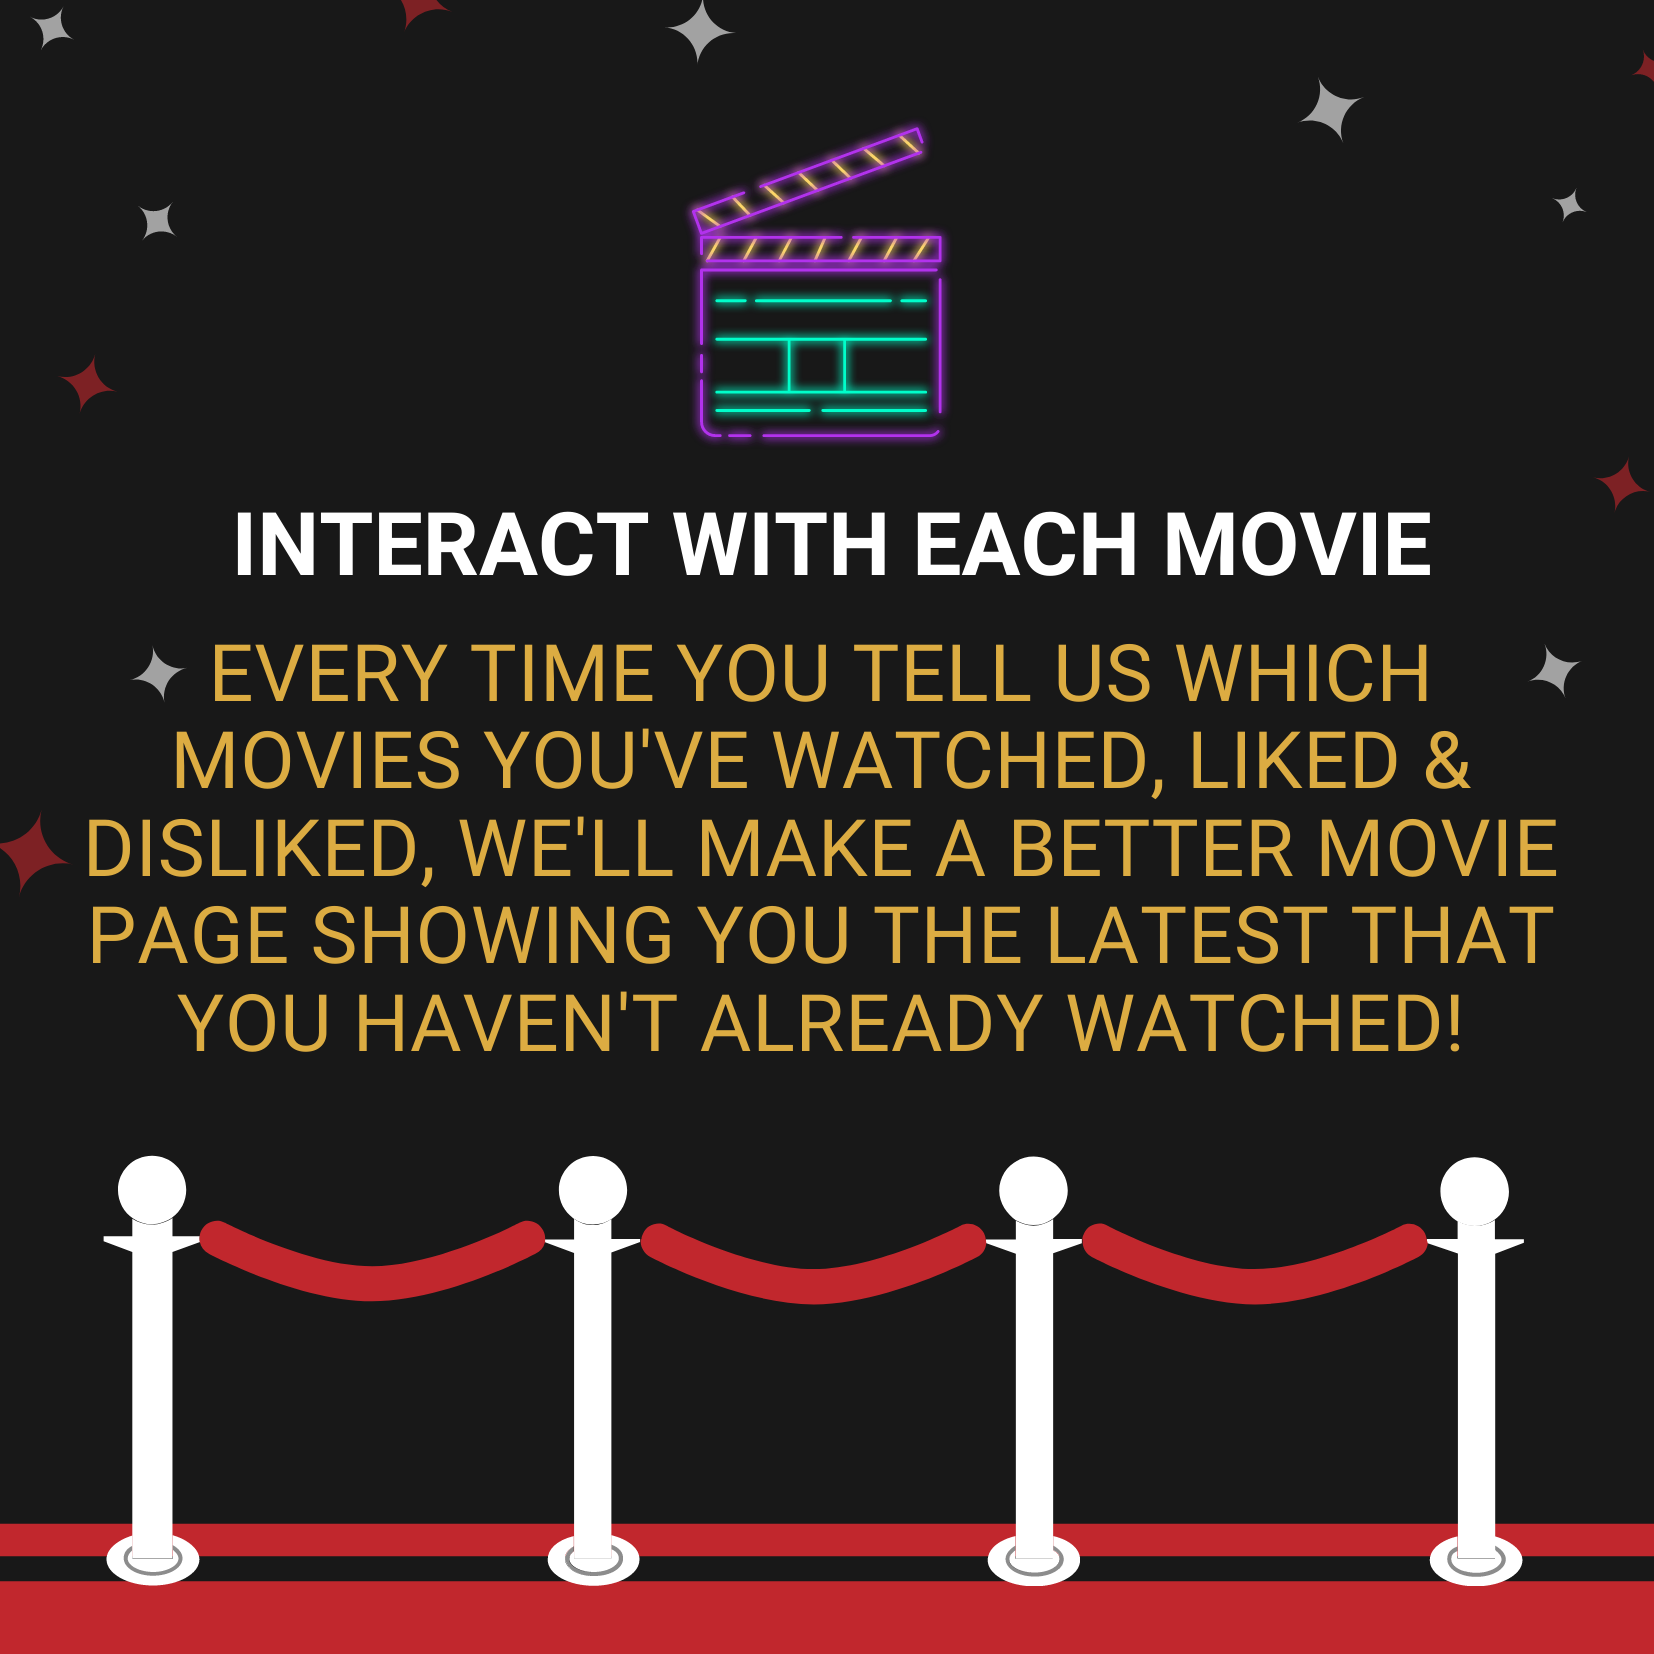 INTERACT WITH EACH MOVIE
EVERY TIME YOU TELL US WHICH
MOVIES YOU'VE WATCHED, LIKED &
DISLIKED, WE'LL MAKE A BETTER MOVIE
PAGE SHOWING YOU THE LATEST THAT
YOU HAVEN'T ALREADY WATCHED!